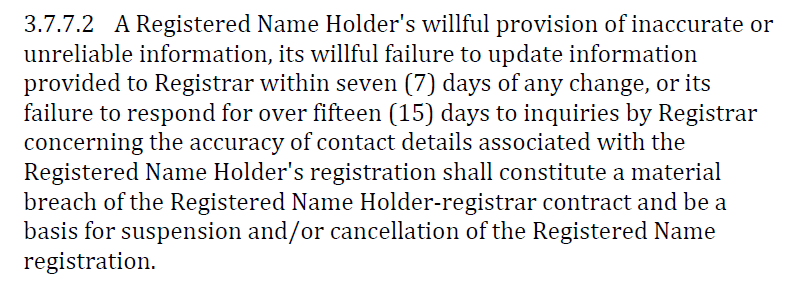 3.7.7.2 A Registered Name Holder's willful provision of inaccurate or
unreliable information, its willful failure to update information
provided to Registrar within seven (7) days of any change, or its
failure to respond for over fifteen (15) days to inquiries by Registrar
concerning the accuracy of contact details associated with the
Registered Name Holder's registration shall constitute a material
breach of the Registered Name Holder-registrar contract and be a
basis for suspension and/or cancellation of the Registered Name
registration.